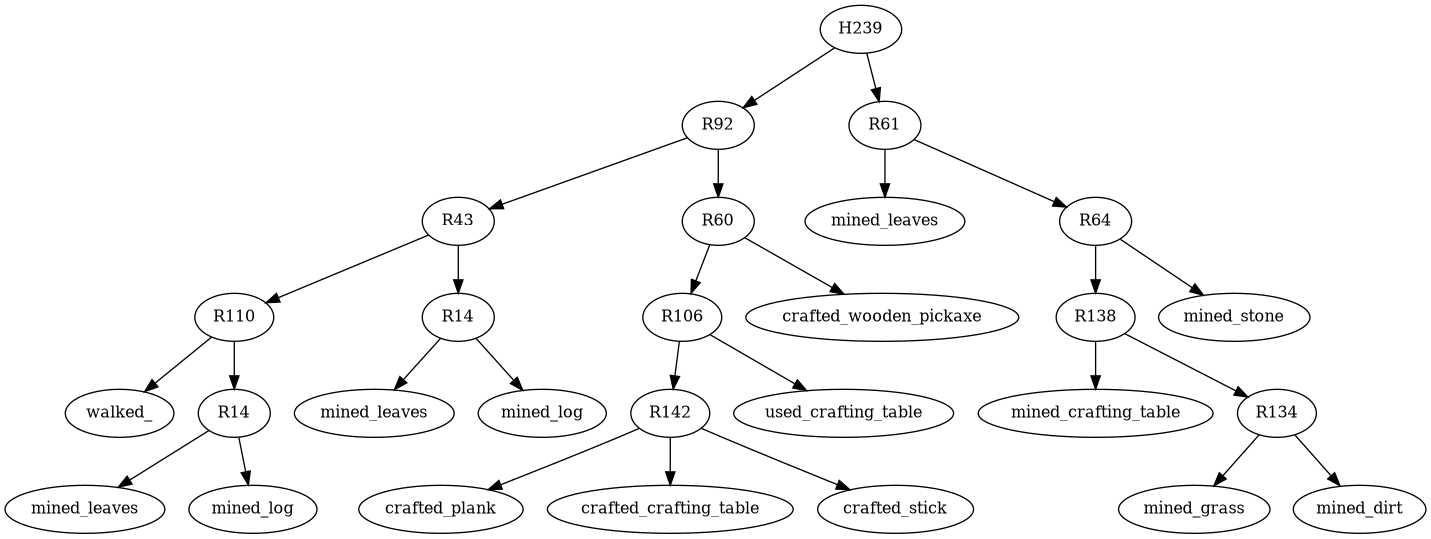 H239
R92
R61
R43
R60
mined_leaves
R64
R110
R14
R106
crafted_wooden_pickaxe
R138
mined_stone
walked_
R14
mined_leaves
mined_log
R142
used_crafting_table
mined_crafting_table
R134
mined_leaves
mined_log
crafted_plank
crafted_crafting_table
crafted_stick
mined_grass
mined_dirt